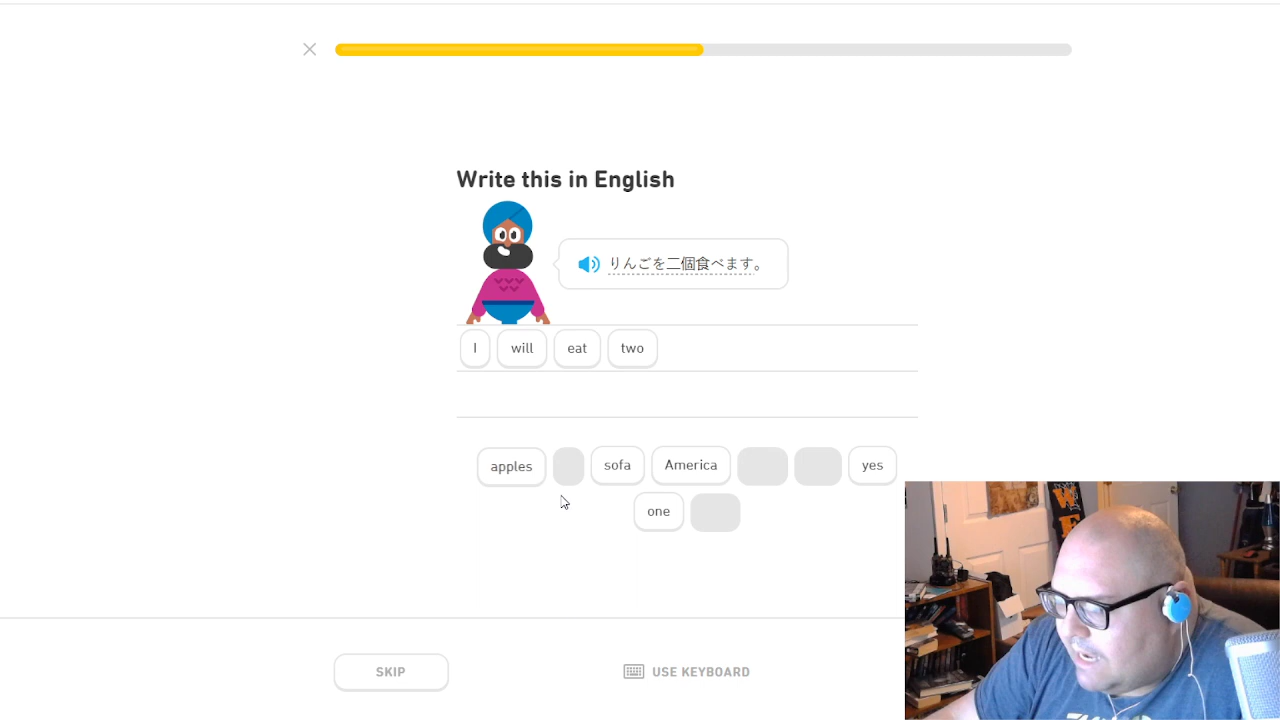 Write this in English
りんごを二個食べます。
I will eat two
apples sofa America yes
one
SKIP USE KEYBOARD